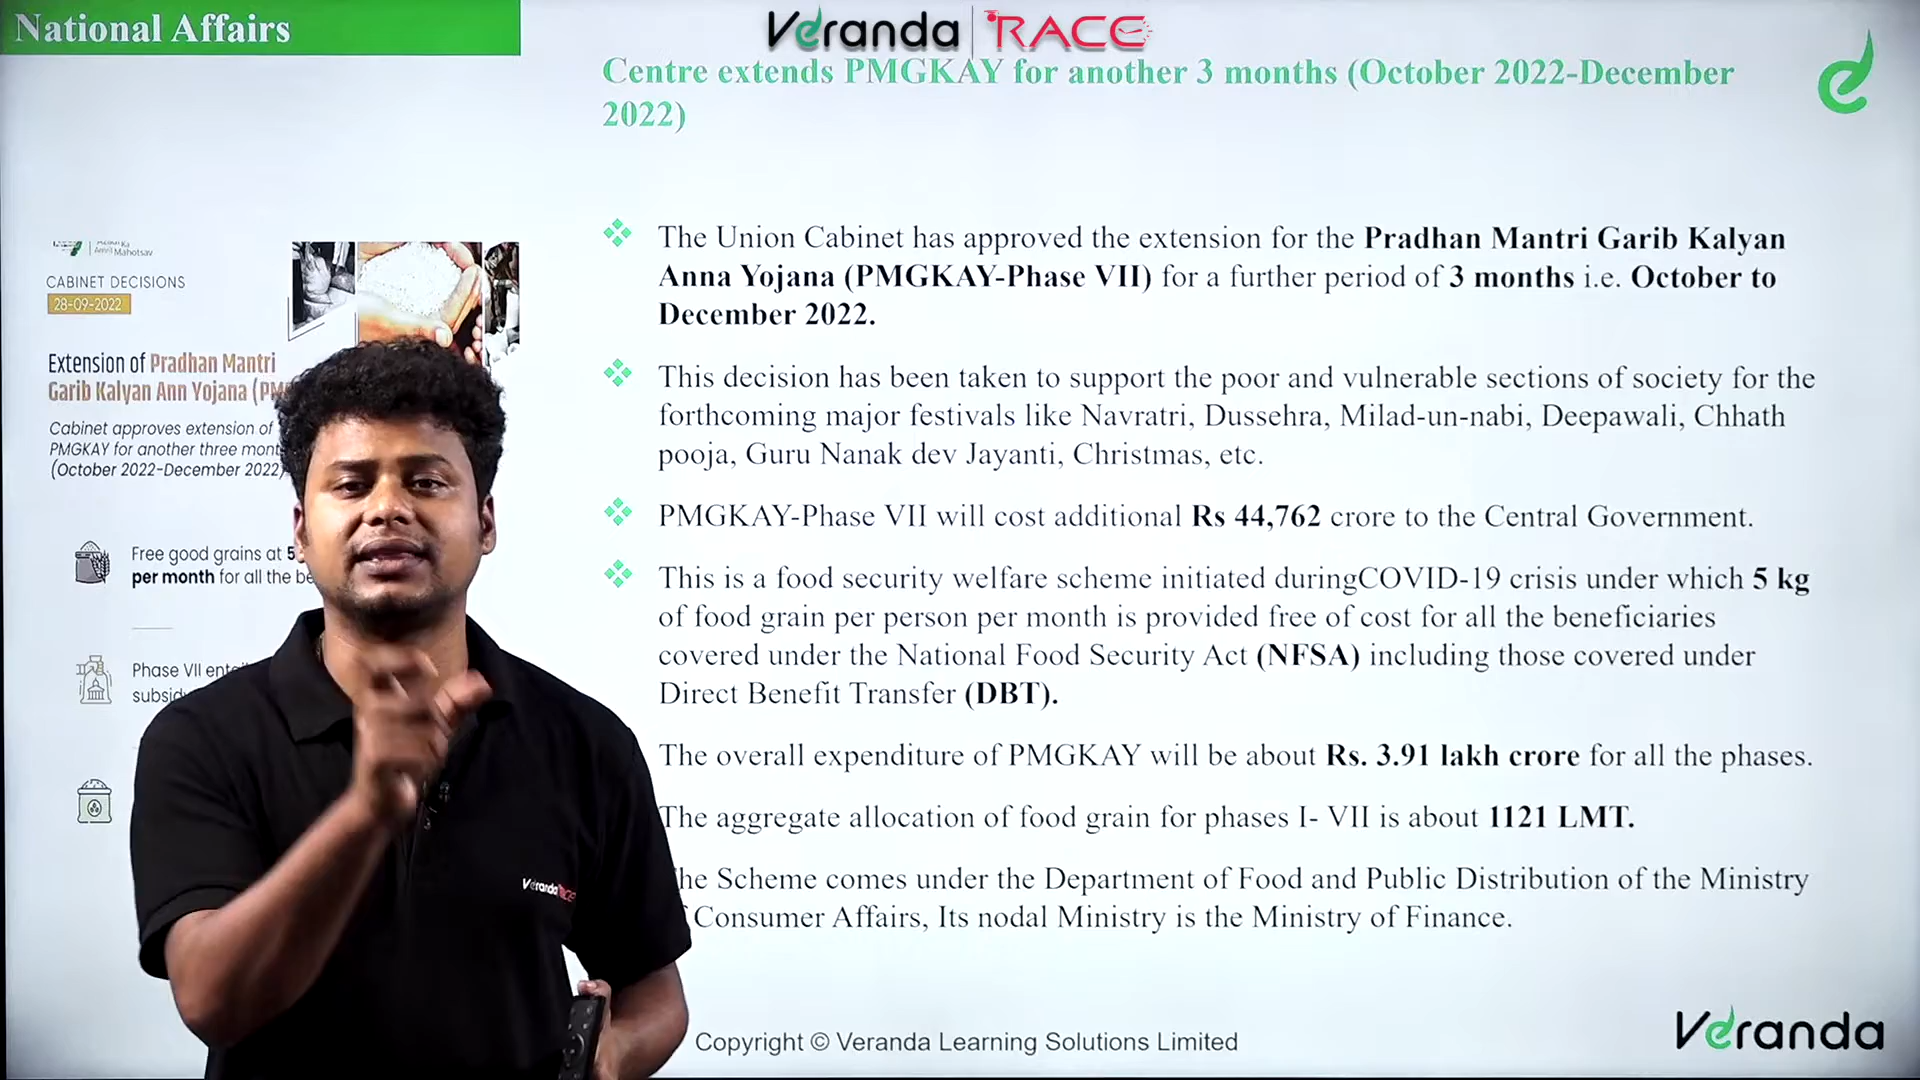 National Affairs
Veranda RACE
Centre extends PMGKAY for another 3 months (October 2022-December
2022)
Amrit Mahotsav
CABINET DECISIONS
28-09-2022
Extension of Pradhan Mantri
Garib Kalyan Ann Yojana (PM
Cabinet approves extension of
PMGKAY for another three mont
(October 2022-December 2022)
Free good grains at 5
per month for all the be
Phase VII ent
subsid
The Union Cabinet has approved the extension for the Pradhan Mantri Garib Kalyan
Anna Yojana (PMGKAY-Phase VII) for a further period of 3 months i.e. October to
December 2022.
This decision has been taken to support the poor and vulnerable sections of society for the
forthcoming major festivals like Navratri, Dussehra, Milad-un-nabi, Deepawali, Chhath
pooja, Guru Nanak dev Jayanti, Christmas, etc.
PMGKAY-Phase VII will cost additional Rs 44,762 crore to the Central Government.
This is a food security welfare scheme initiated duringCOVID-19 crisis under which 5 kg
of food grain per person per month is provided free of cost for all the beneficiaries
covered under the National Food Security Act (NFSA) including those covered under
Direct Benefit Transfer (DBT).
The overall expenditure of PMGKAY will be about Rs. 3.91 lakh crore for all the phases.
The aggregate allocation of food grain for phases I- VII is about 1121 LMT.
he Scheme comes under the Department of Food and Public Distribution of the Ministry
Consumer Affairs, Its nodal Ministry is the Ministry of Finance.
Veranda RACE
Copyright © Veranda Learning Solutions Limited
Veranda